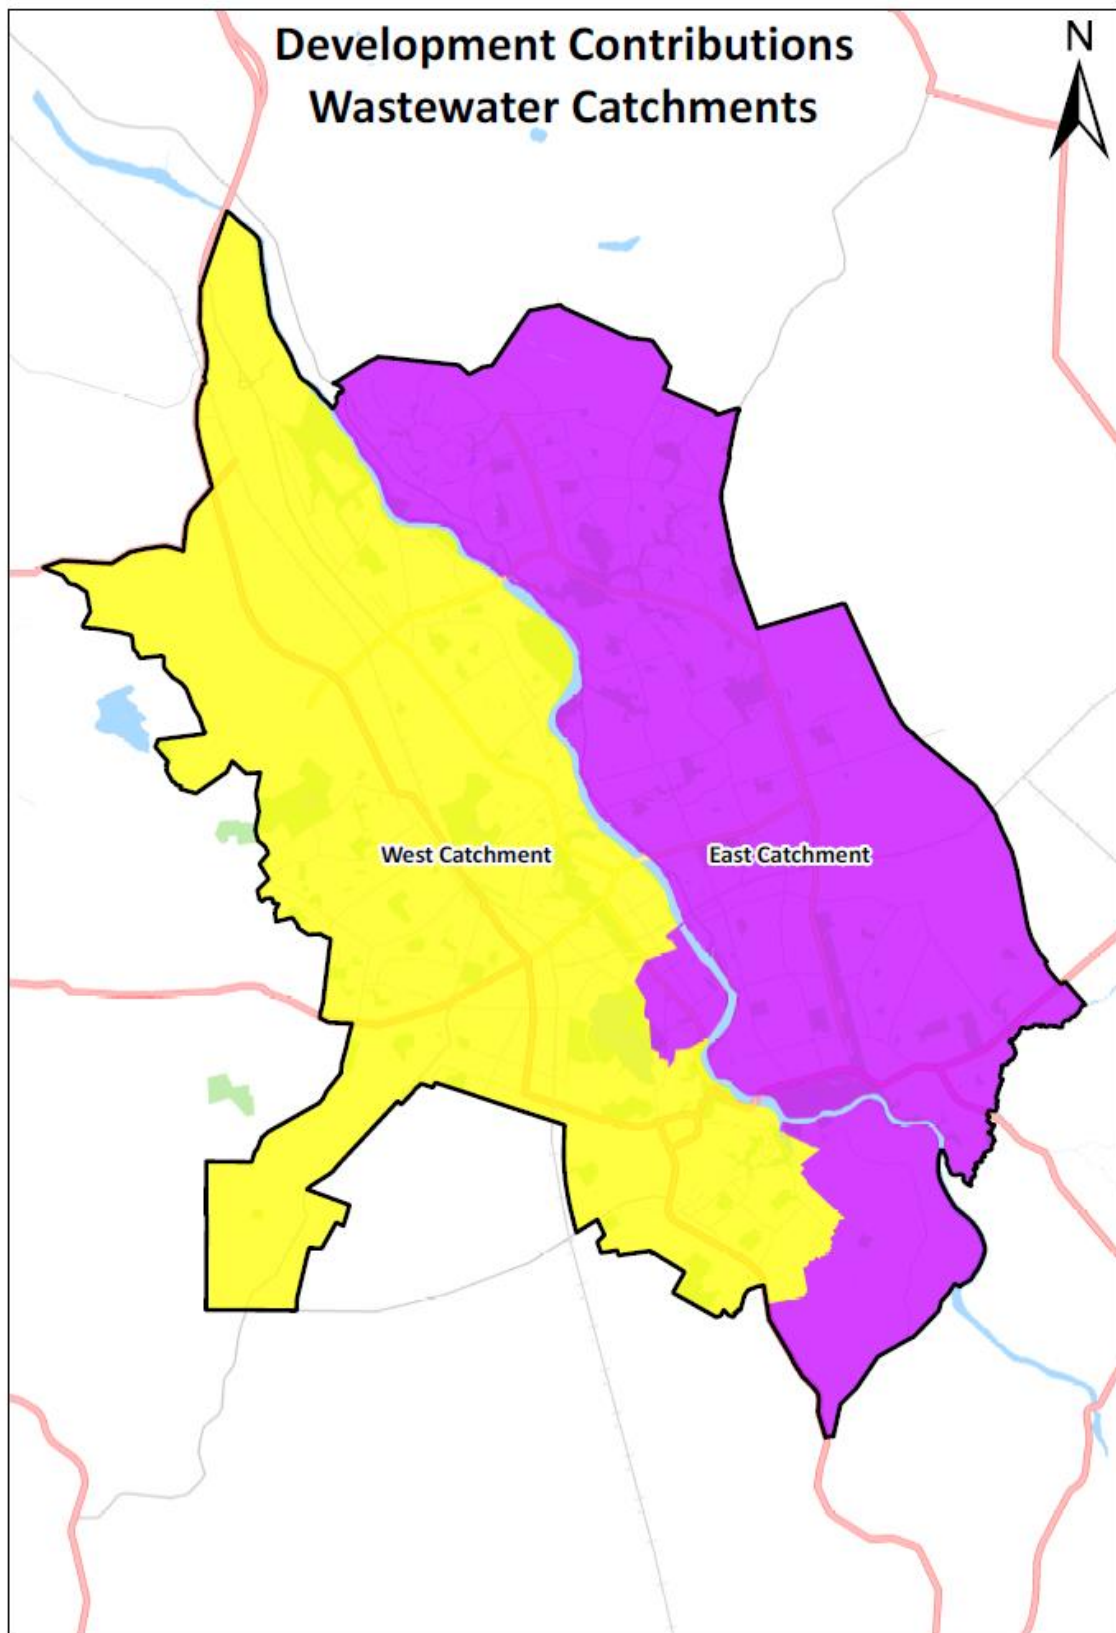 Development Contributions
Wastewater Catchments
N
West Catchment
East Catchment